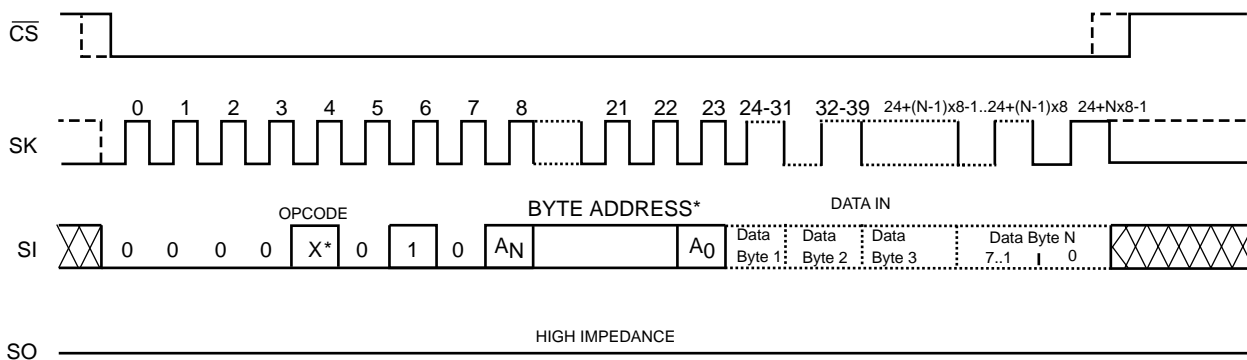 CS
0 1 2 3 4 5 6 7 8 21 22 23 24-31 32-39 24+(N-1)x8-1..24+(N-1)x8 24+Nx8-1
SK
OPCODE BYTE ADDRESS* DATA IN
SI 0 0 0 0 X* 0 1 0 AN A0 Data Byte 1 Data Byte 2 Data Byte 3 Data Byte N 7..1 0
HIGH IMPEDANCE
SO